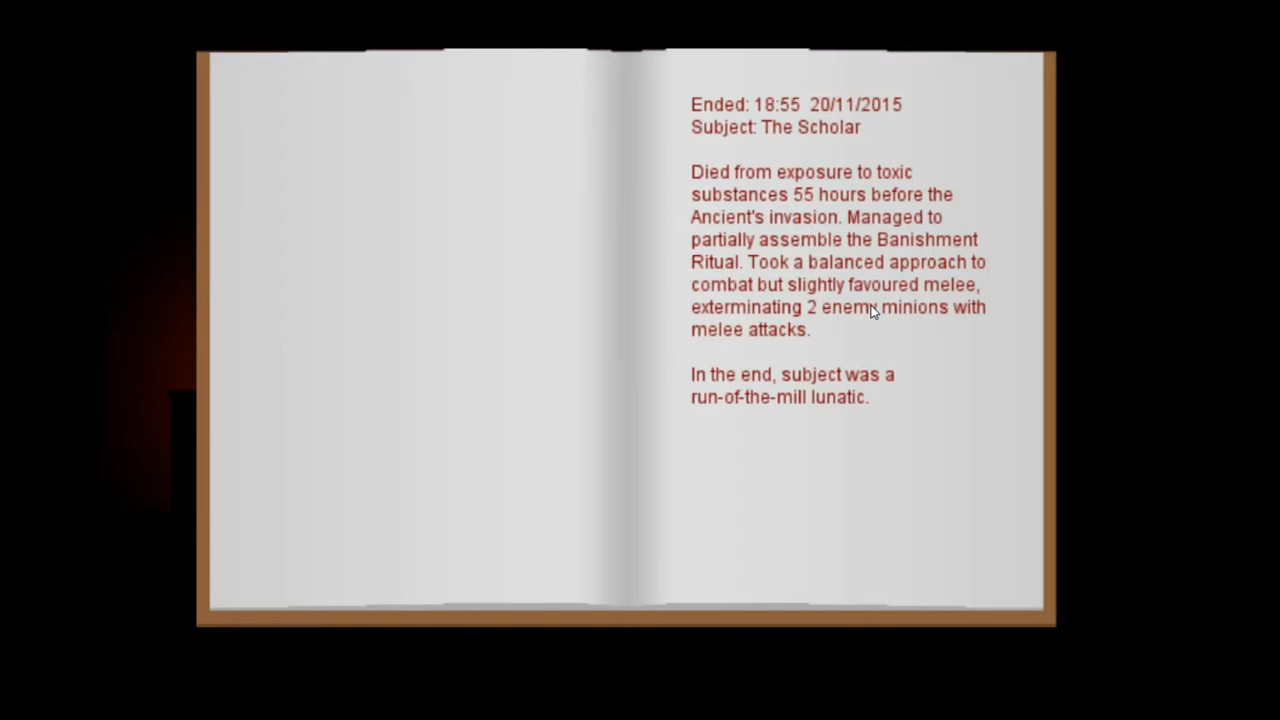 Ended: 18:55  20/11/2015
Subject: The Scholar
Died from exposure to toxic
substances 55 hours before the
Ancient's invasion. Managed to
partially assemble the Banishment
Ritual. Took a balanced approach to
combat but slightly favoured melee,
exterminating 2 enemy minions with
melee attacks.
In the end, subject was a
run-of-the-mill lunatic.